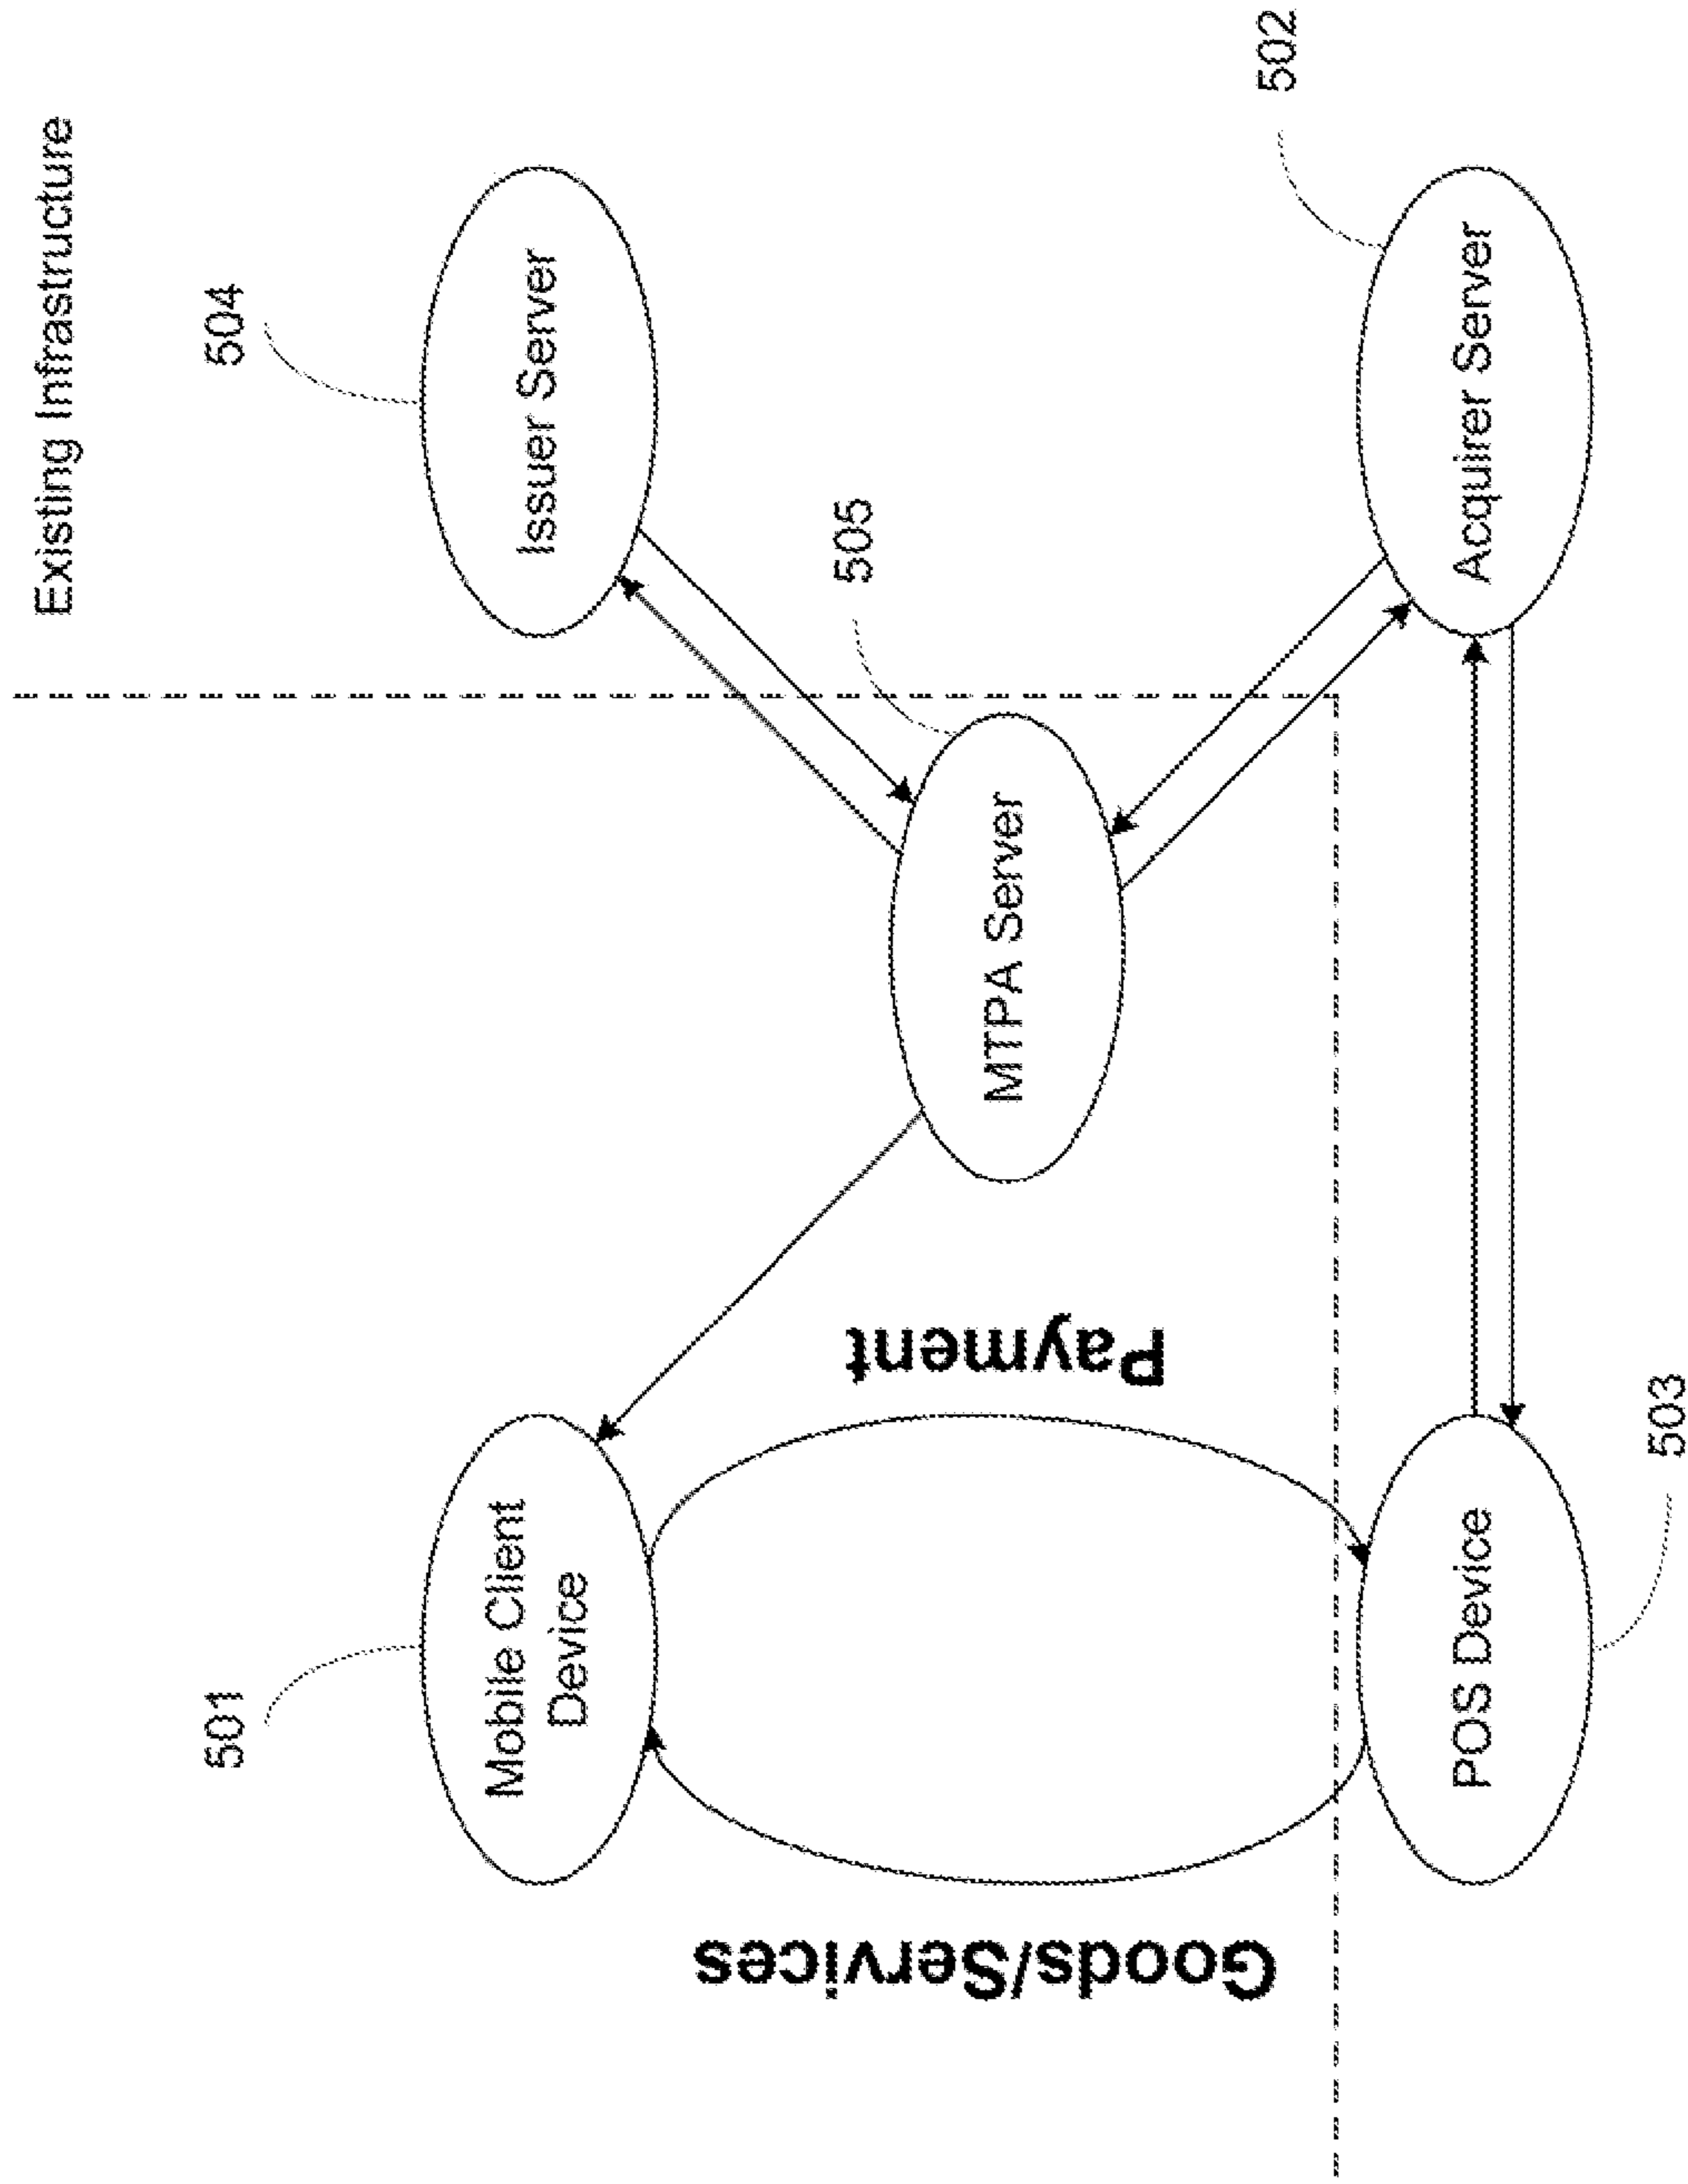 Existing Infrastructure
501
Mobile Client
Device
504
Issuer Server
505
MTPA Server
Goods/Services
Payment
502
Acquirer Server
POS Device
503